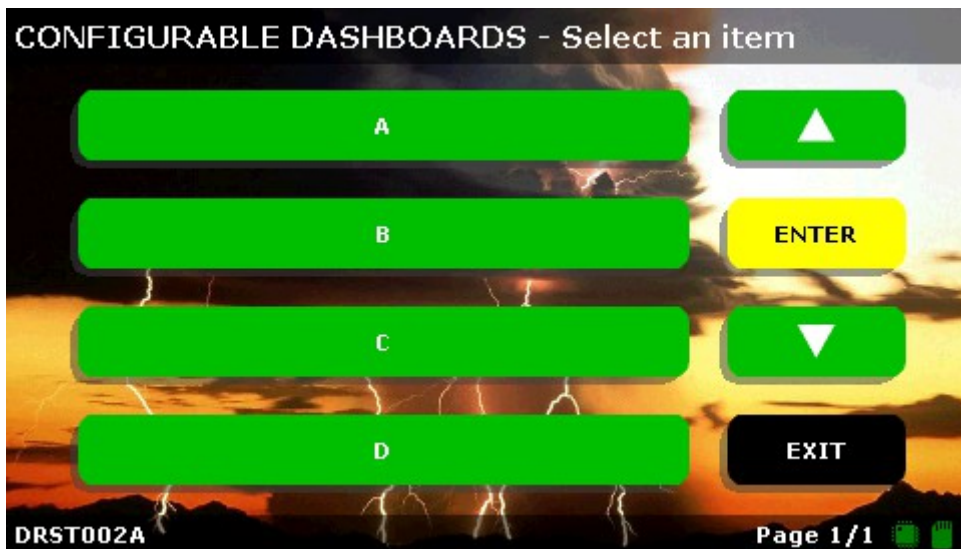 CONFIGURABLE DASHBOARDS - Select an item
A
B
ENTER
C
D
EXIT
DRST002A
Page 1/1